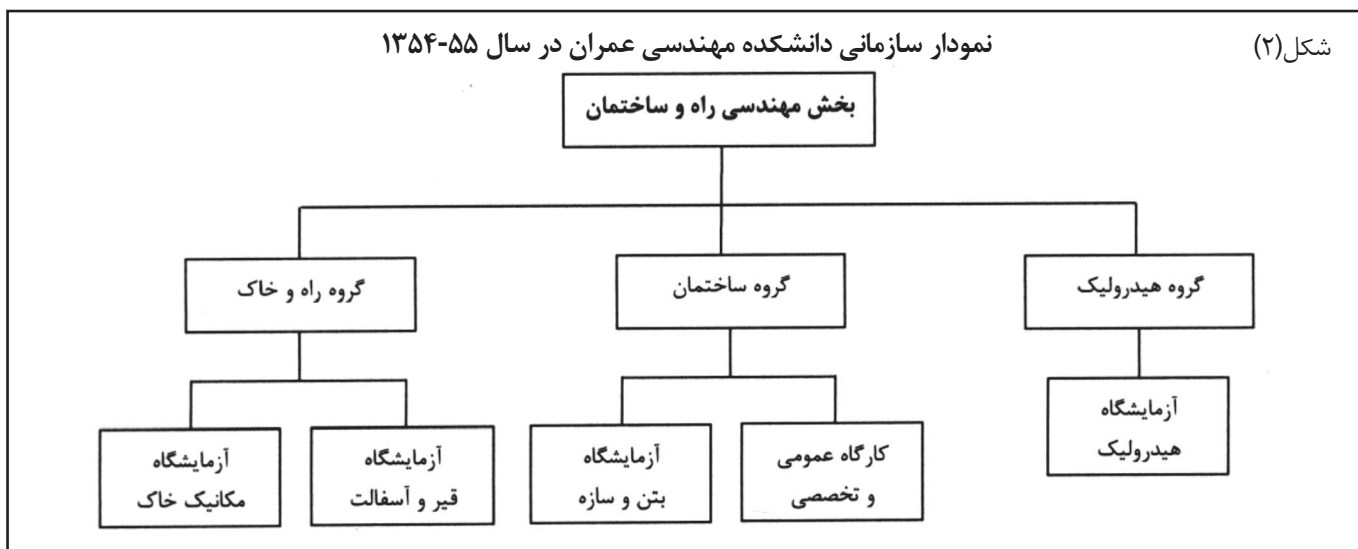 شکل(۲)
نمودار سازمانی دانشکده مهندسی عمران در سال ۵۵-۱۳۵۴
بخش مهندسی راه و ساختمان
گروه هیدرولیک
گروه ساختمان
گروه راه و خاک
آزمایشگاه
هیدرولیک
کارگاه عمومی
و تخصصی
آزمایشگاه
بتن و سازه
آزمایشگاه
قیر و آسفالت
آزمایشگاه
مکانیک خاک